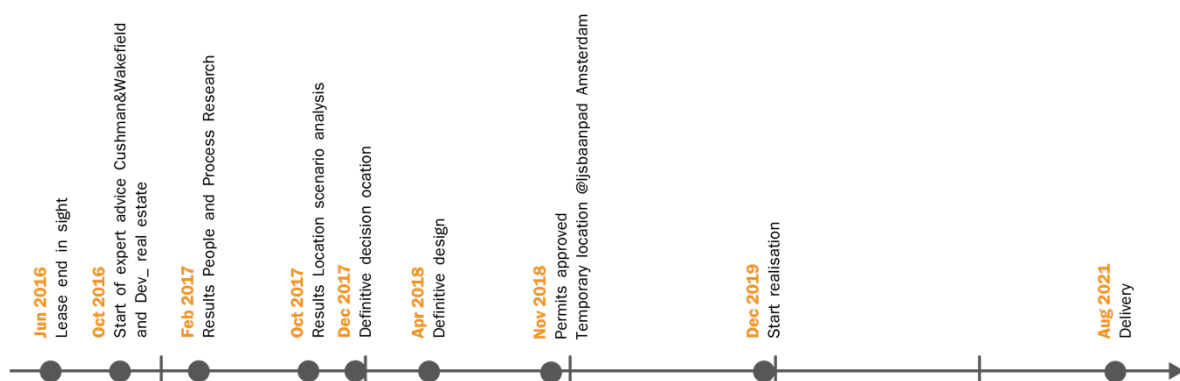 Jun 2016
Lease end in sight
Oct 2016
Start of expert advice Cushman&Wakefield
and Dev_ real estate
Feb 2017
Results People and Process Research
Oct 2017
Results Location scenario analysis
Dec 2017
Definitive decision ocation
Apr 2018
Definitive design
Nov 2018
Permits approved
Temporary location @Ijsbaanpad Amsterdam
Dec 2019
Start realisation
Aug 2021
Delivery